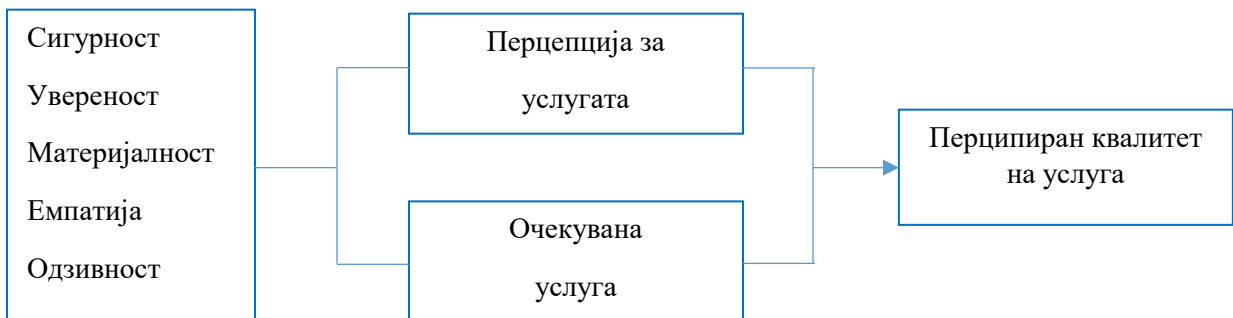 Сигурност
Увереност
Материјалност
Емпатија
Одзивност
Перцепција за
услугата
Очекувана
услуга
Перципиран квалитет
на услуга